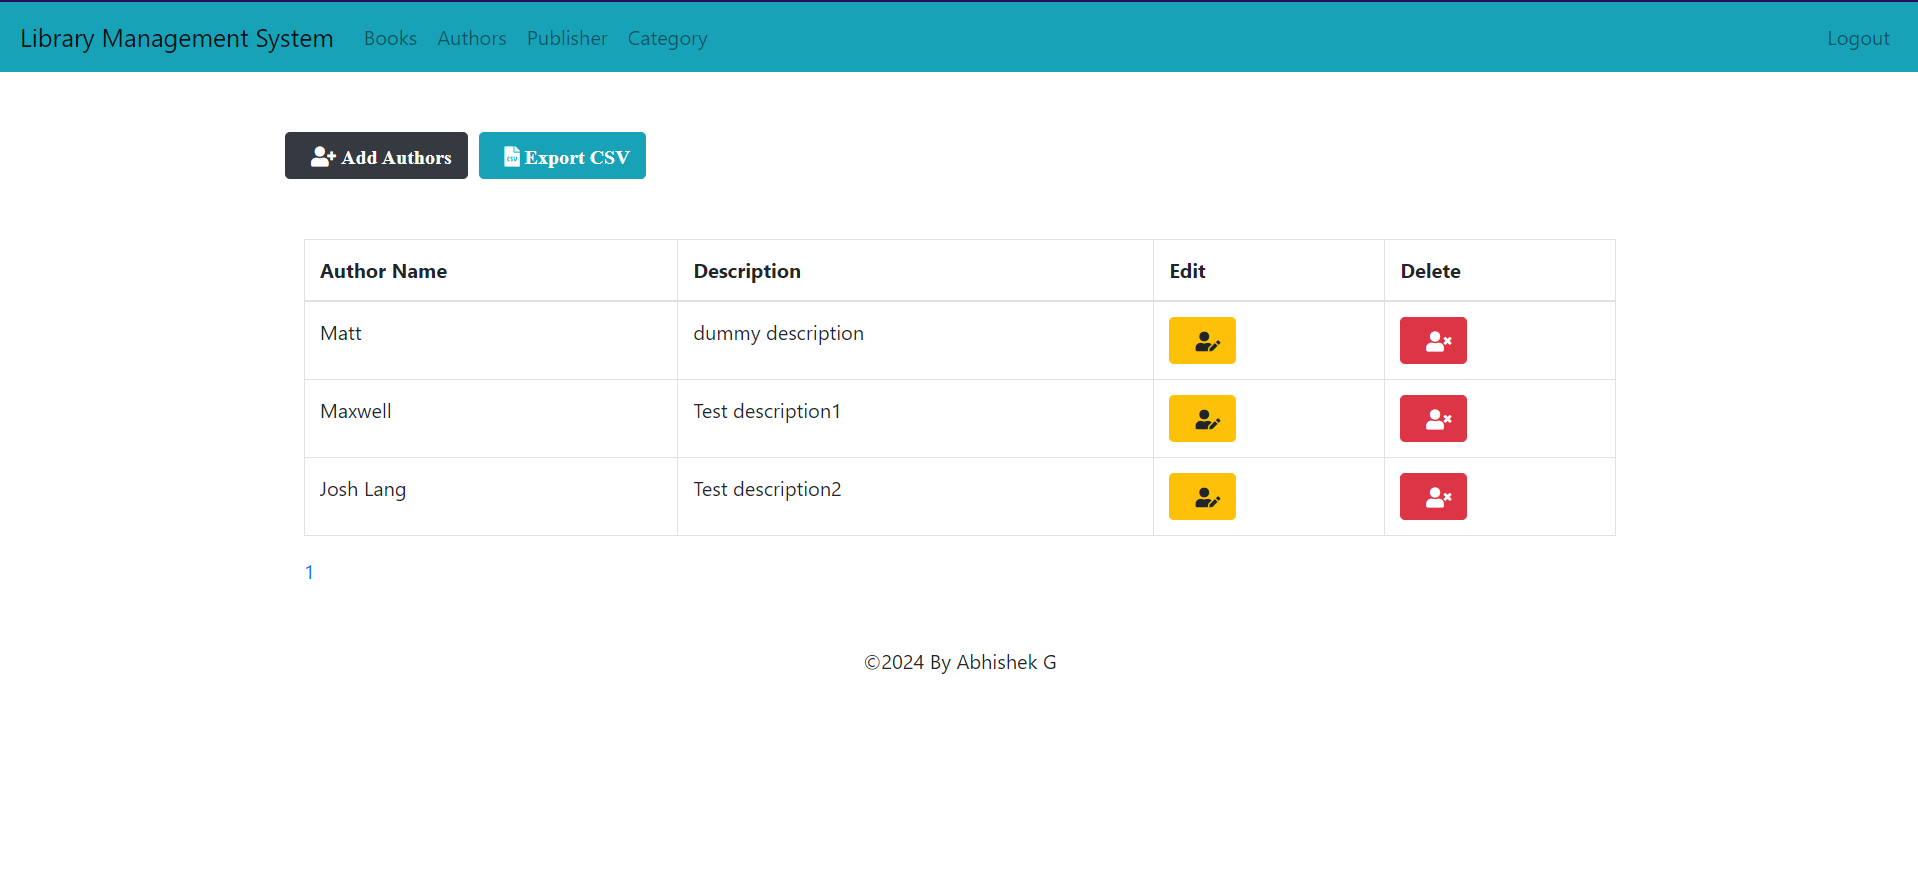 Library Management System Books Authors Publisher Category Logout
Add Authors Export CSV
Author Name Description Edit Delete
Matt dummy description
Maxwell Test description1
Josh Lang Test description2
1
©2024 By Abhishek G